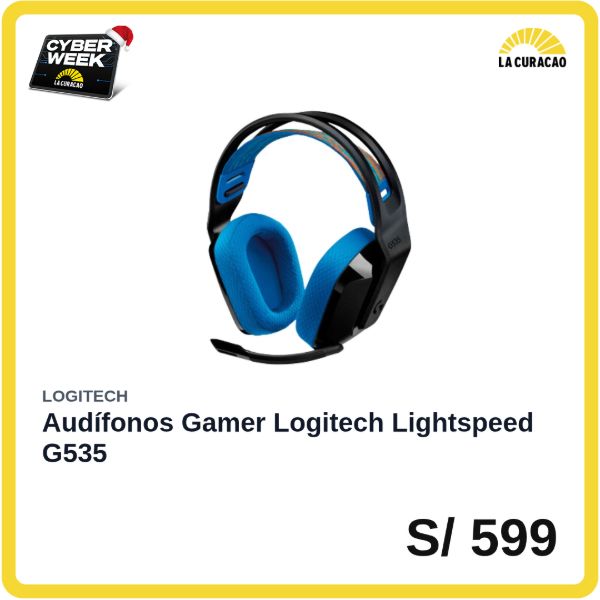 CYBER
WEEK
LA CURACAO
LA CURACAO
G535
LOGITECH
Audífonos Gamer Logitech Lightspeed
G535
S/ 599